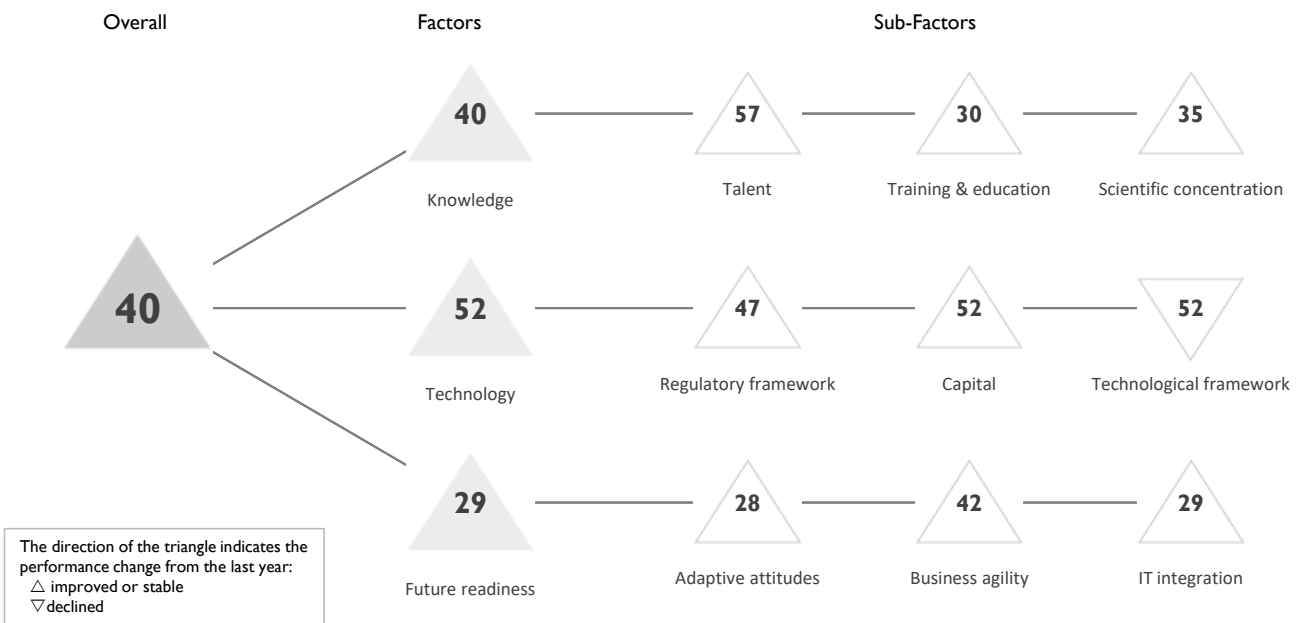 Overall
Factors
Sub-Factors
40
57
30
35
Knowledge
Talent
Training & education
Scientific concentration
40
52
47
52
52
Technology
Regulatory framework
Capital
Technological framework
29
28
42
29
Future readiness
Adaptive attitudes
Business agility
IT integration
The direction of the triangle indicates the
performance change from the last year:
△ improved or stable
▽ declined